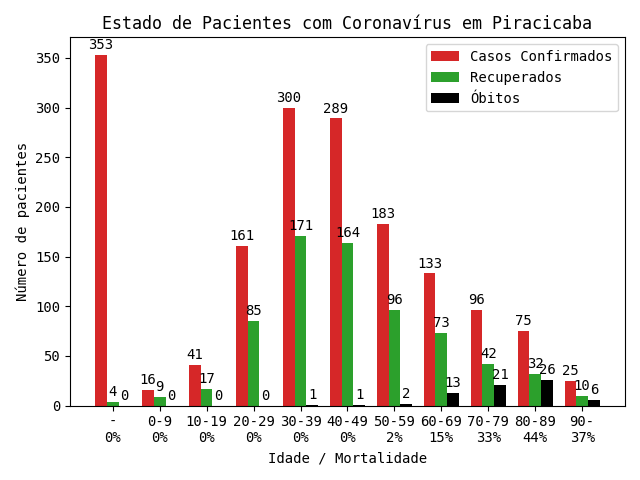 Estado de Pacientes com Coronavírus em Piracicaba
Casos Confirmados
Recuperados
Óbitos
Número de pacientes
350
300
250
200
150
100
50
0
353 4 0
16 9 0
41 17 0
161 85 0
300 171 1
289 164 1
183 96 2
133 73 13
96 42 21
75 32 26
25 10 6
- 0-9 10-19 20-29 30-39 40-49 50-59 60-69 70-79 80-89 90-
0% 0% 0% 0% 0% 0% 2% 15% 33% 44% 37%
Idade / Mortalidade